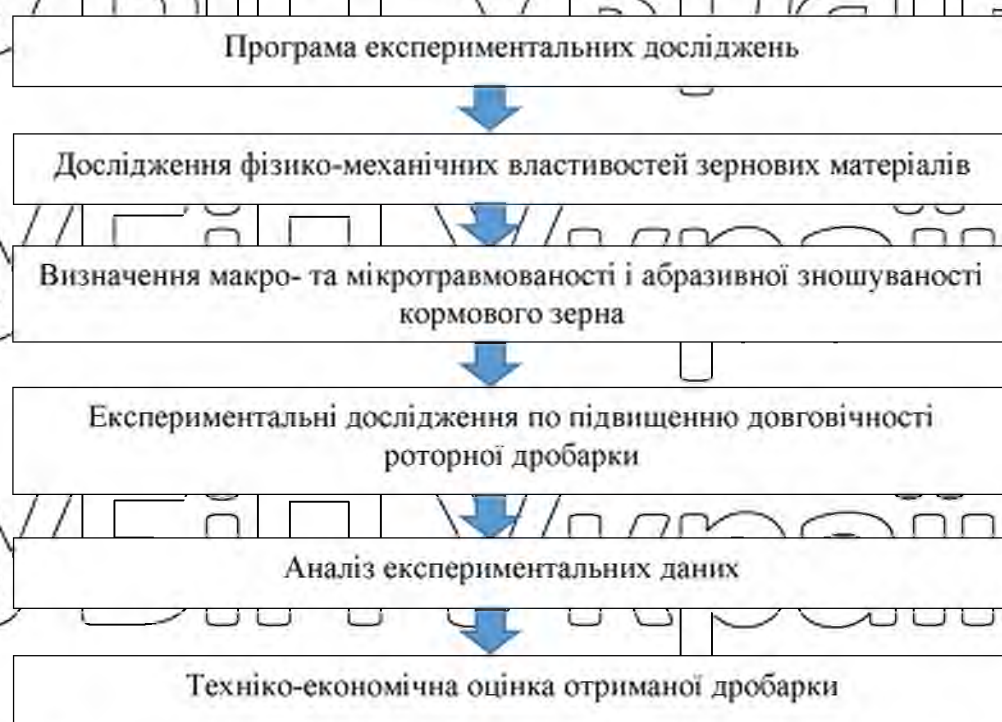 Програма експериментальних досліджень
Дослідження фізико-механічних властивостей зернових матеріалів
Визначення макро- та мікротравмованості і абразивної зношуваності
кормового зерна
Експериментальні дослідження по підвищенню довговічності
роторної дробарки
Аналіз експериментальних даних
Техніко-економічна оцінка отриманої дробарки